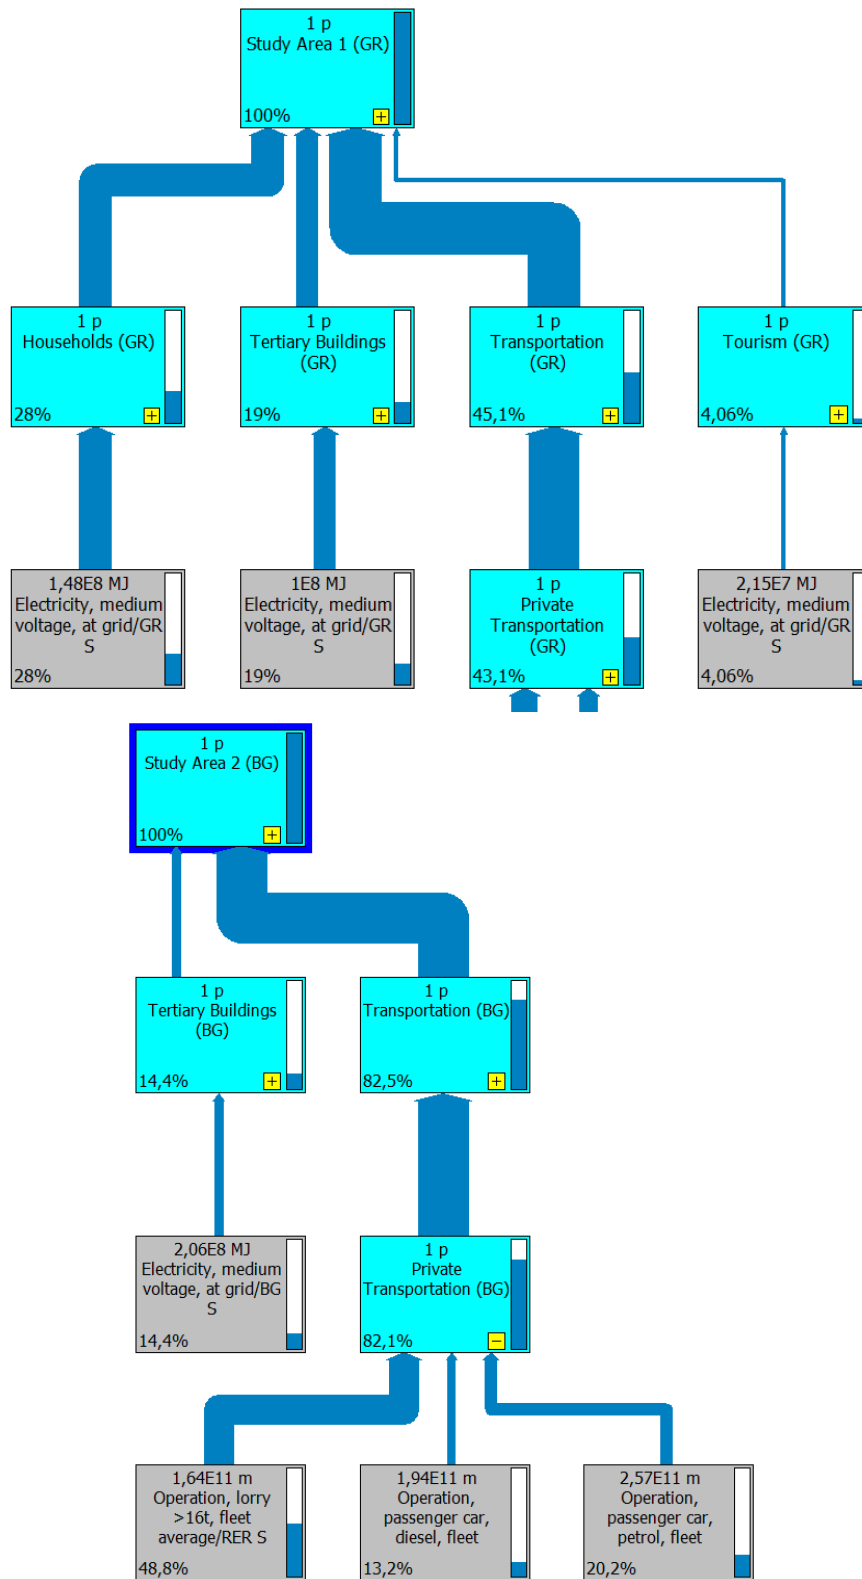 1 p
Study Area 1 (GR)
100%
+
1 p
Households (GR)
28%
+
1 p
Tertiary Buildings
(GR)
19%
+
1 p
Transportation
(GR)
45,1%
+
1 p
Tourism (GR)
4,06%
+
1,48E8 MJ
Electricity, medium
voltage, at grid/GR
S
28%
1E8 MJ
Electricity, medium
voltage, at grid/GR
S
19%
1 p
Private
Transportation
(GR)
43,1%
+
2,15E7 MJ
Electricity, medium
voltage, at grid/GR
S
4,06%
1 p
Study Area 2 (BG)
100%
+
1 p
Tertiary Buildings
(BG)
14,4%
+
1 p
Transportation (BG)
82,5%
+
2,06E8 MJ
Electricity, medium
voltage, at grid/BG
S
14,4%
1 p
Private
Transportation (BG)
82,1%
−
1,64E11 m
Operation, lorry
>16t, fleet
average/RER S
48,8%
1,94E11 m
Operation,
passenger car,
diesel, fleet
13,2%
2,57E11 m
Operation,
passenger car,
petrol, fleet
20,2%